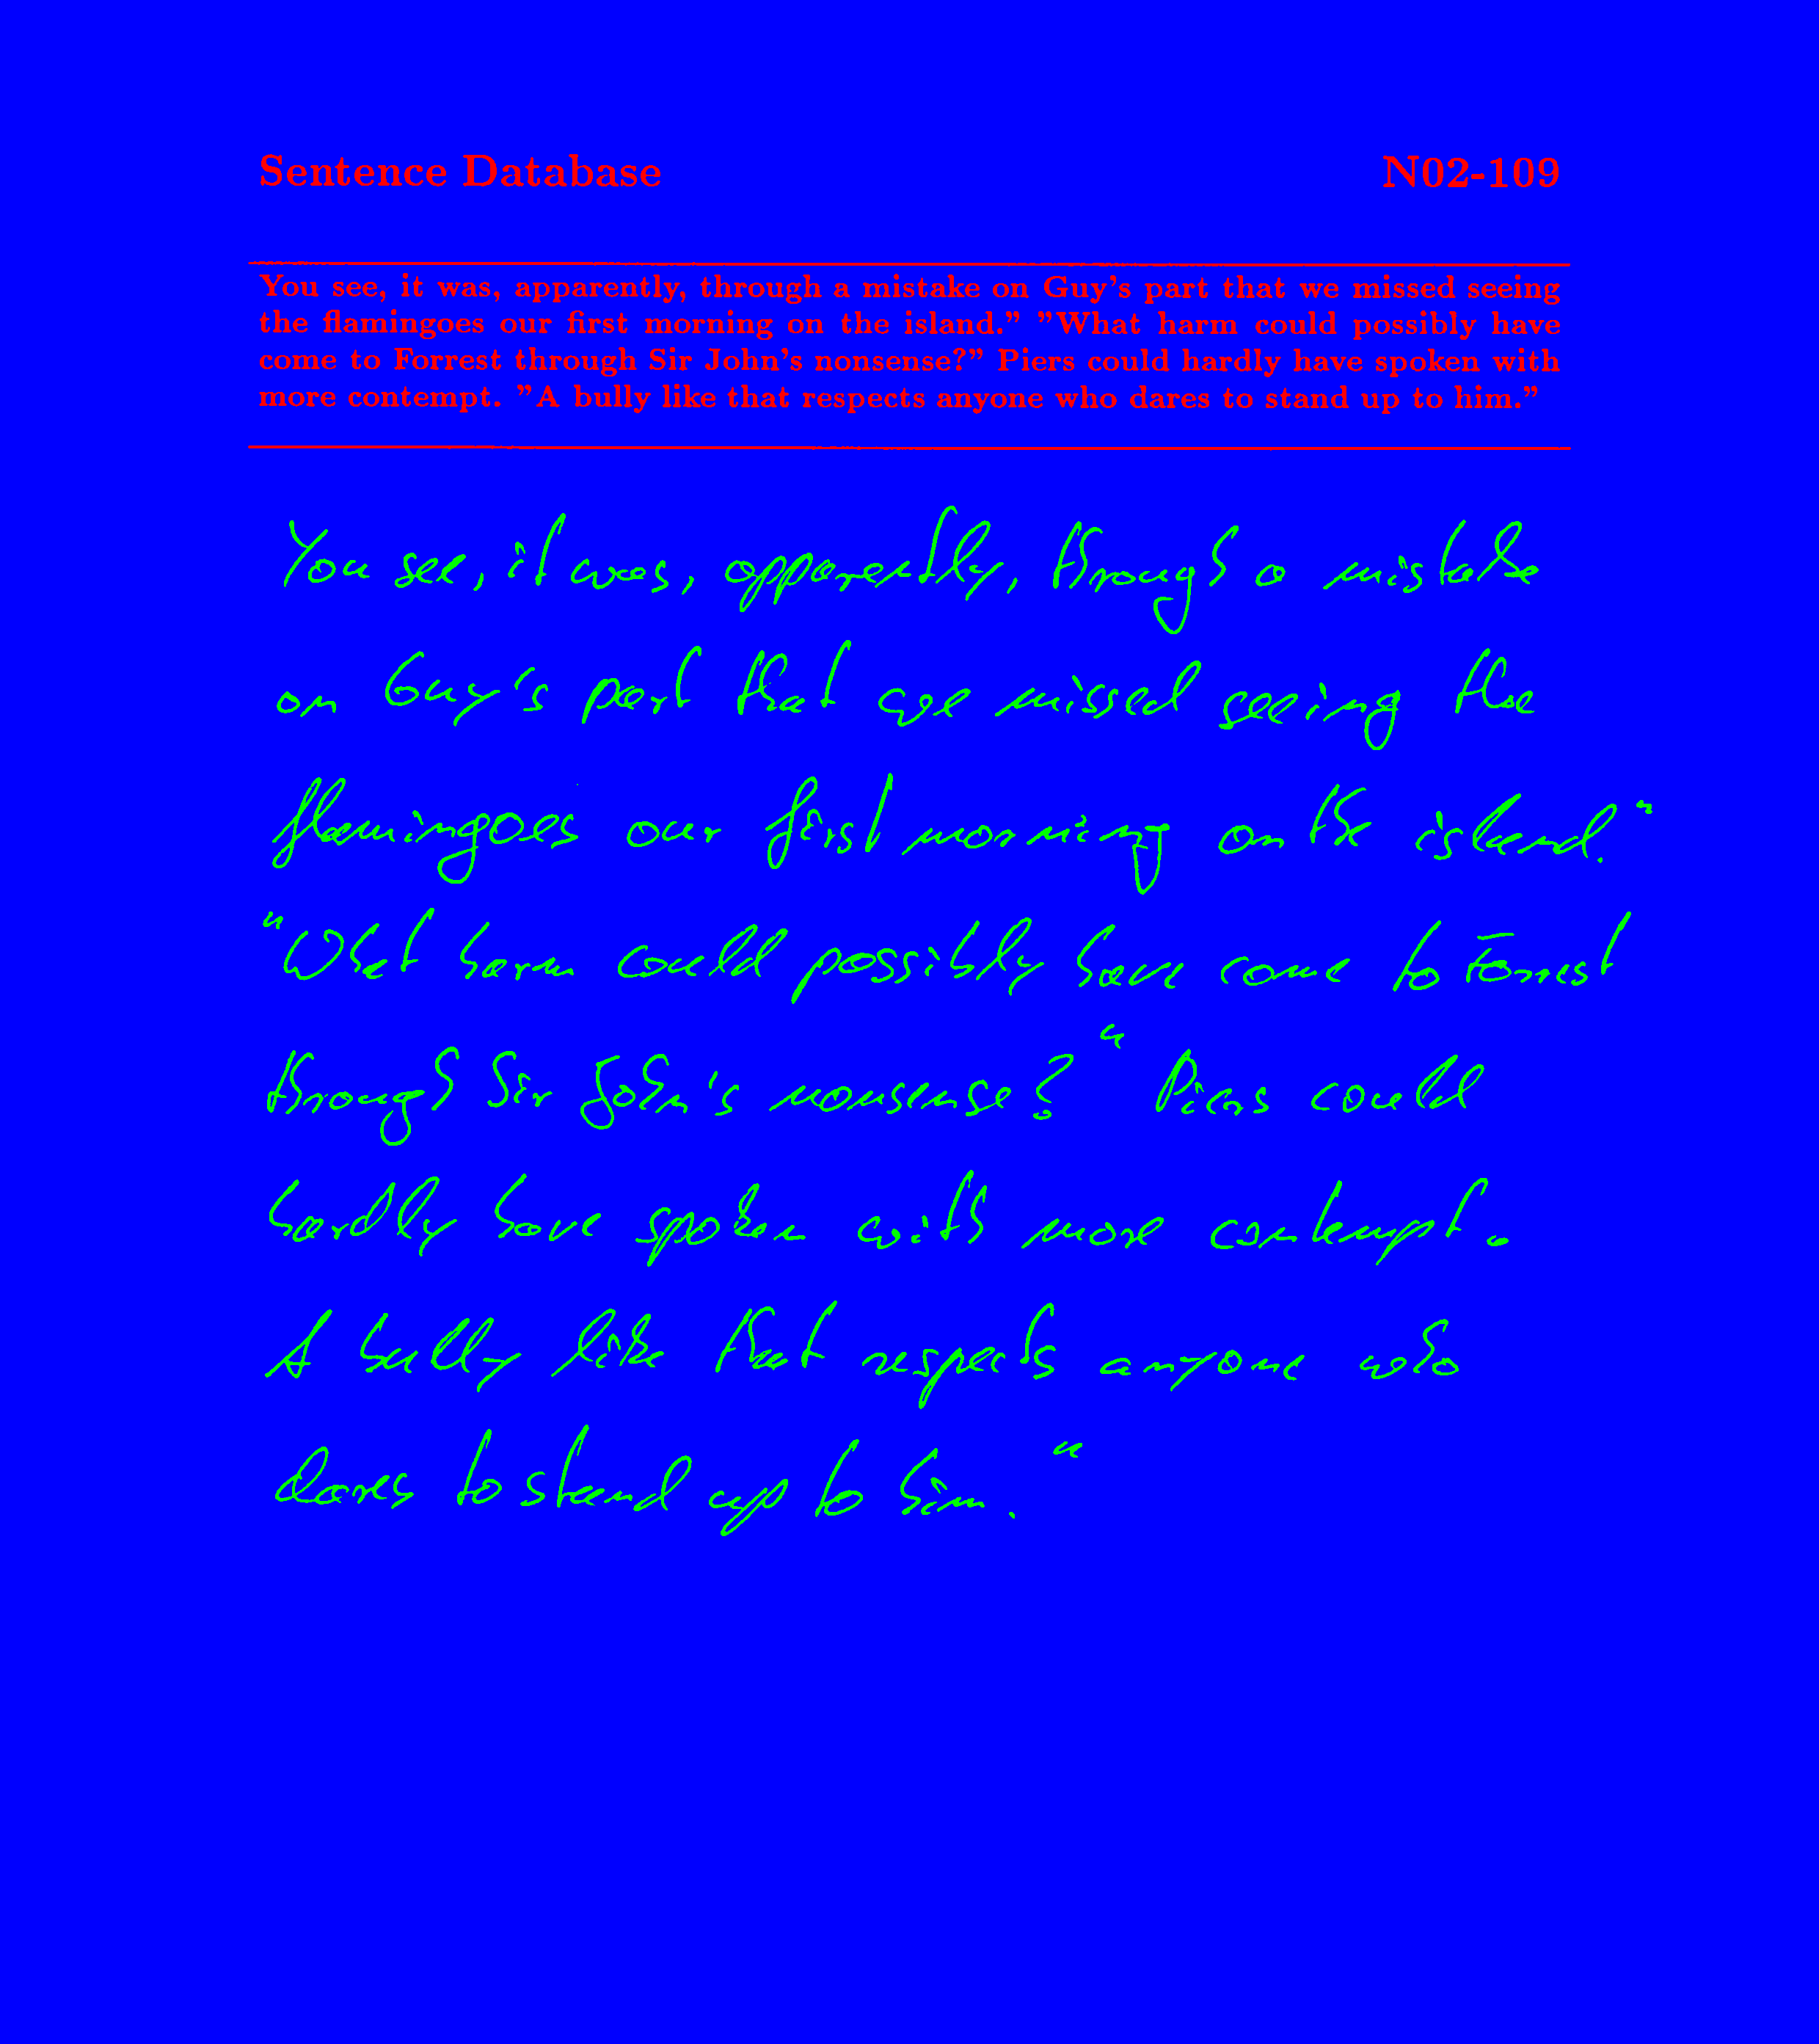 Sentence Database N02-109
You see, it was, apparently, through a mistake on Guy's part that we missed seeing
the flamingoes our first morning on the island." "What harm could possibly have
come to Forrest through Sir John's nonsense?" Piers could hardly have spoken with
more contempt. "A bully like that respects anyone who dares to stand up to him."
You see, it was, apparently, through a mistake
on Guy's part that we missed seeing the
flamingoes our first morning on the island."
"What harm could possibly have come to Forrest
through Sir John's nonsense?" Piers could
hardly have spoken with more contempt.
A bully like that respects anyone who
dares to stand up to him."